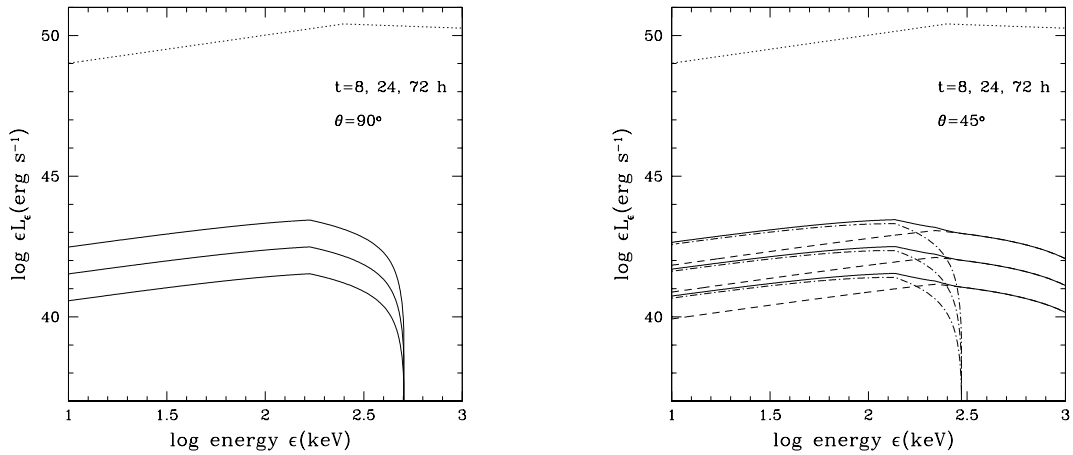 50
45
40
log εL_ε(erg s⁻¹)
t=8, 24, 72 h
θ=90°
1
1.5
2
2.5
3
log energy ε(keV)
50
45
40
log εL_ε(erg s⁻¹)
t=8, 24, 72 h
θ=45°
1
1.5
2
2.5
3
log energy ε(keV)